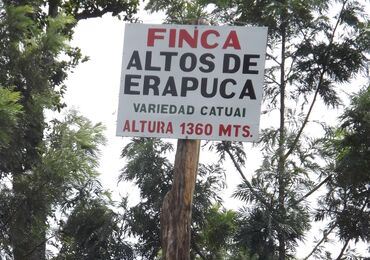 FINCA
ALTOS DE
ERAPUCA
VARIEDAD CATUAI
ALTURA 1360 MTS.